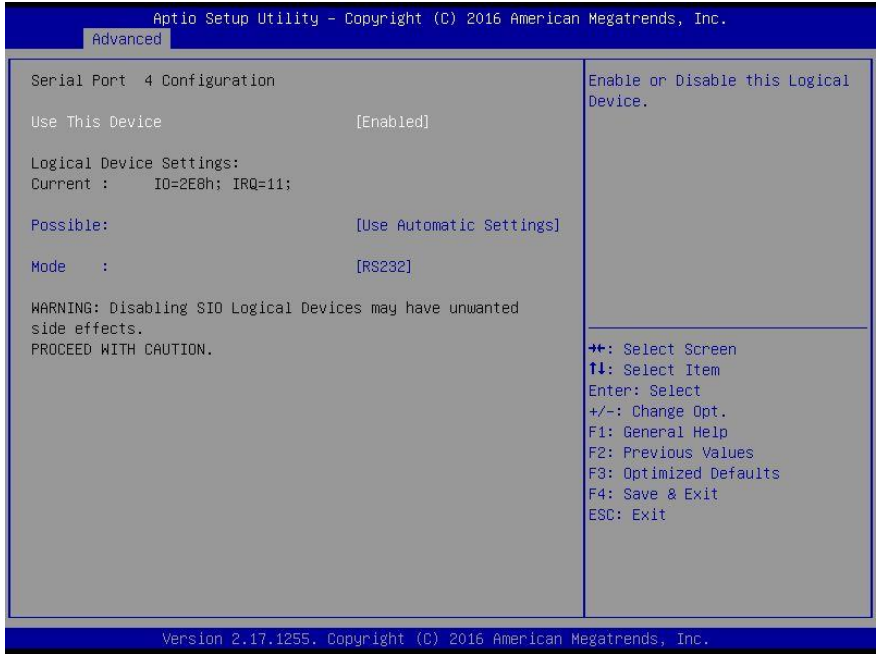 Aptio Setup Utility – Copyright (C) 2016 American Megatrends, Inc.
Advanced
Serial Port 4 Configuration
Use This Device [Enabled]
Logical Device Settings:
Current : IO=2E8h; IRQ=11;
Possible: [Use Automatic Settings]
Mode : [RS232]
WARNING: Disabling SIO Logical Devices may have unwanted
side effects.
PROCEED WITH CAUTION.
Enable or Disable this Logical
Device.
→←: Select Screen
↑↓: Select Item
Enter: Select
+/-: Change Opt.
F1: General Help
F2: Previous Values
F3: Optimized Defaults
F4: Save & Exit
ESC: Exit
Version 2.17.1255. Copyright (C) 2016 American Megatrends, Inc.